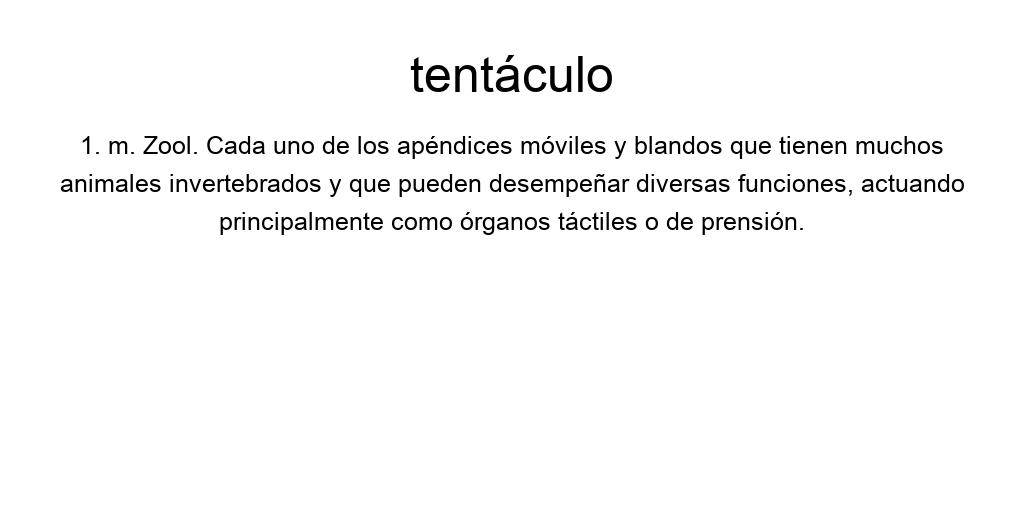 tentáculo
1. m. Zool. Cada uno de los apéndices móviles y blandos que tienen muchos
animales invertebrados y que pueden desempeñar diversas funciones, actuando
principalmente como órganos táctiles o de prensión.